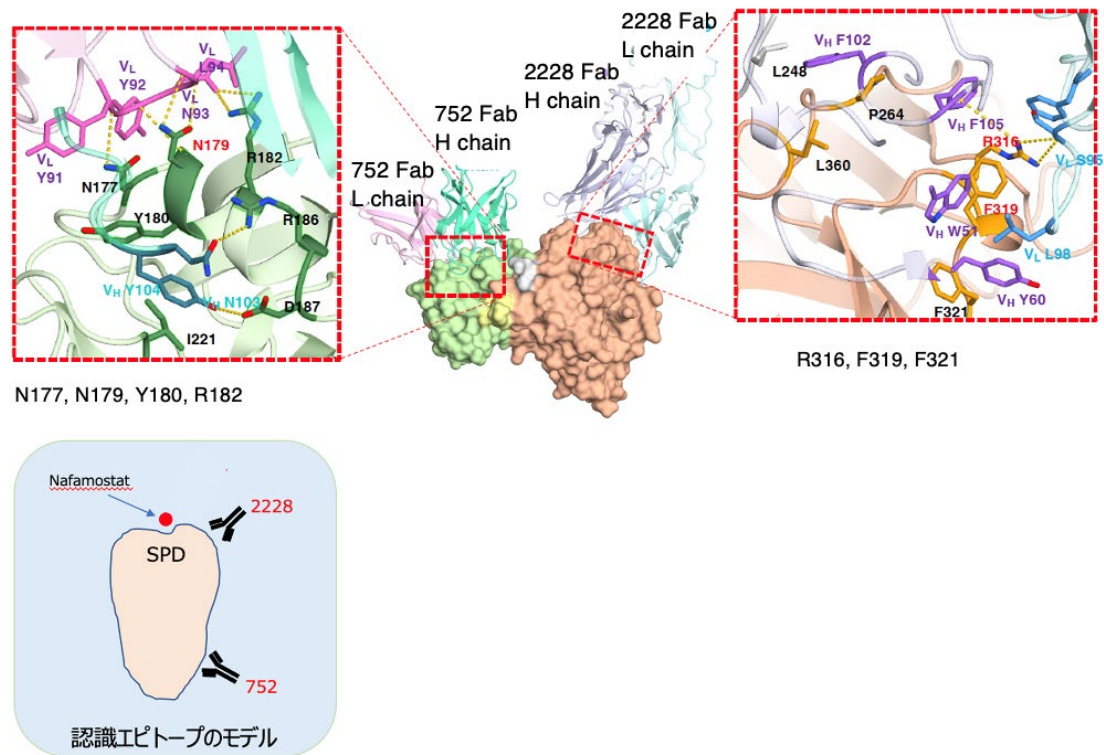 V_L
Y92
V_L
L94
V_L
N93
N179
V_L
Y91
N177
R182
Y180
R186
V_H Y104
V_H N103
D187
I221
N177, N179, Y180, R182
752 Fab
L chain
752 Fab
H chain
2228 Fab
H chain
2228 Fab
L chain
V_H F102
L248
P264
V_H F105
R316
V_L S95
L360
F319
V_H W51
V_L L98
V_H Y60
F321
R316, F319, F321
Nafamostat
2228
SPD
752
認識エピトープのモデル